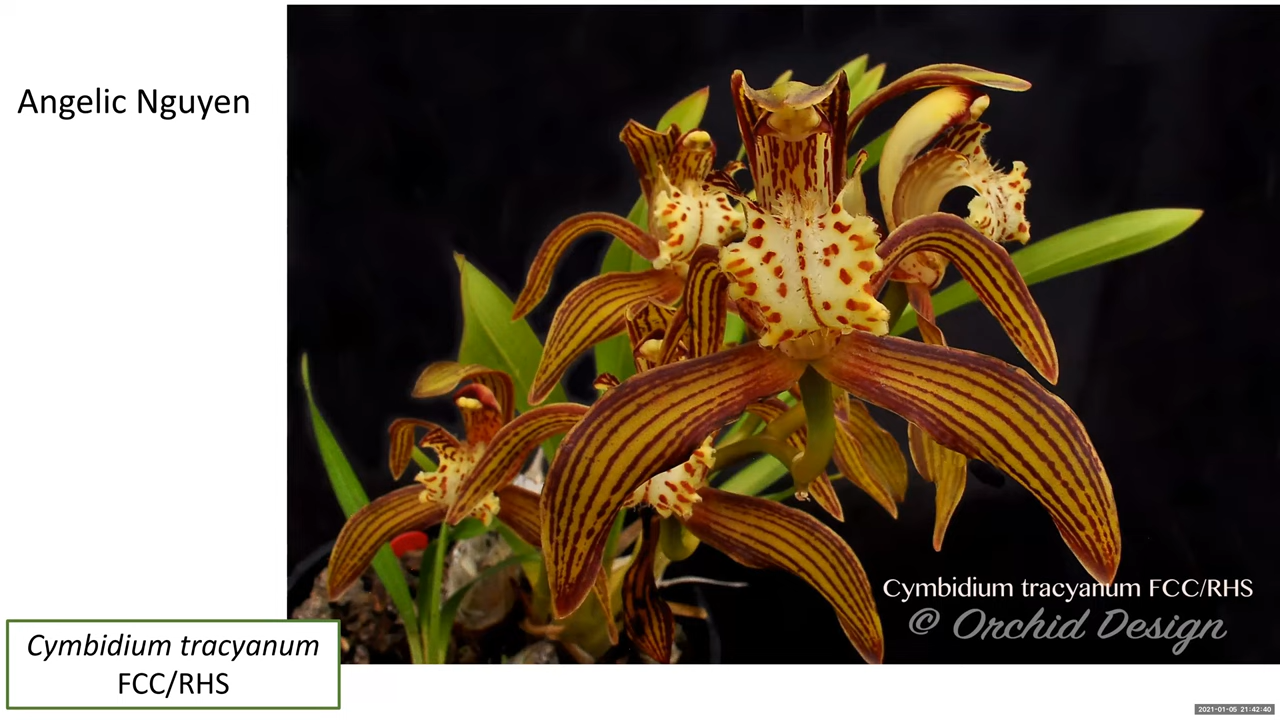 Angelic Nguyen
Cymbidium tracyanum FCC/RHS
© Orchid Design
Cymbidium tracyanum
FCC/RHS
2021-01-05 21:42:40